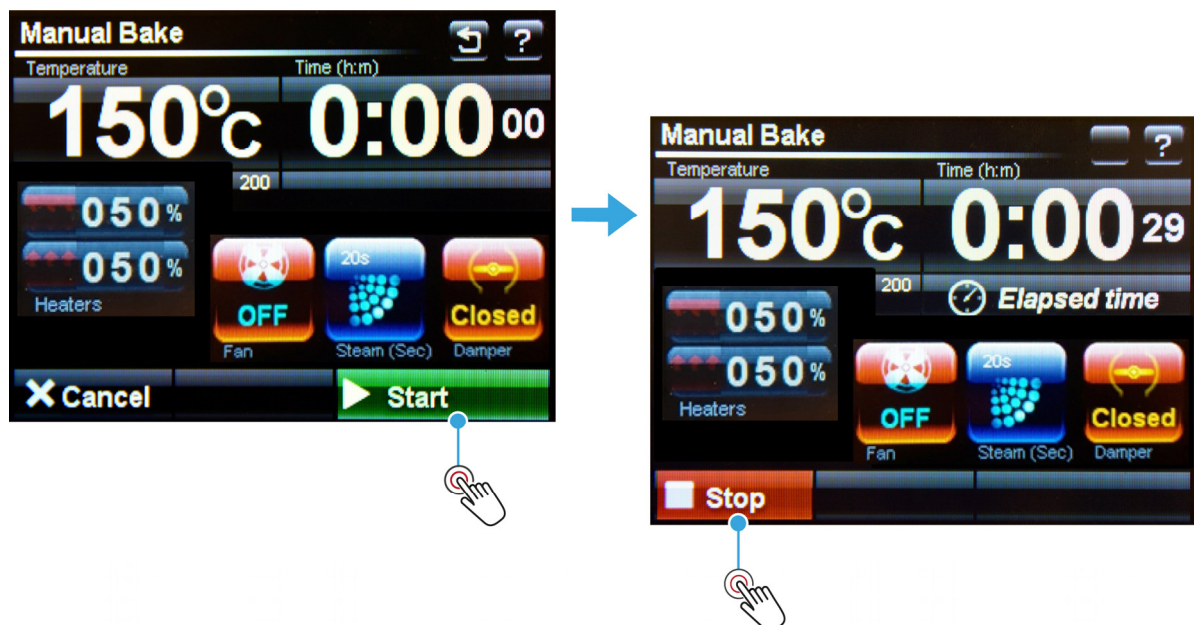 Manual Bake
?
Temperature
Time (h:m)
150°C
0:00 00
200
050%
050%
Heaters
20s
OFF
Closed
Fan
Steam (Sec)
Damper
Cancel
Start
Manual Bake
?
Temperature
Time (h:m)
150°C
0:00 29
200
Elapsed time
050%
050%
Heaters
20s
OFF
Closed
Fan
Steam (Sec)
Damper
Stop